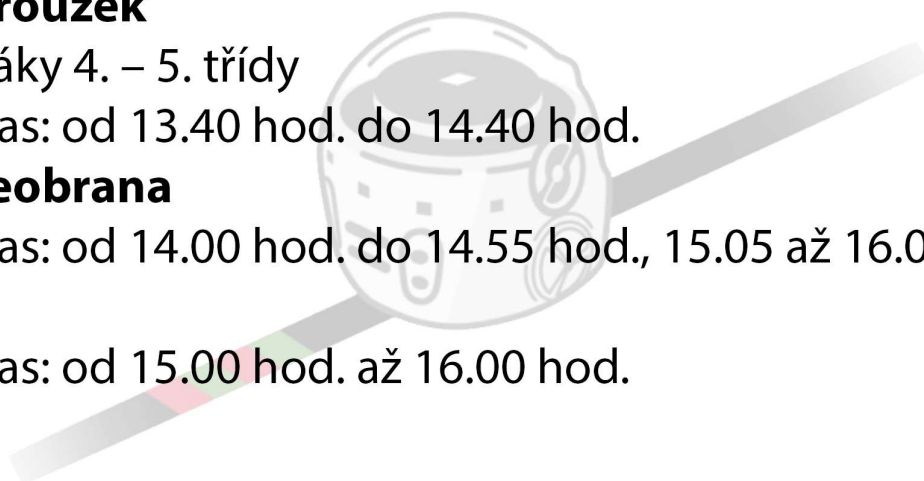 roužek
áky 4. – 5. třídy
as: od 13.40 hod. do 14.40 hod.
eobrana
as: od 14.00 hod. do 14.55 hod., 15.05 až 16.0
as: od 15.00 hod. až 16.00 hod.